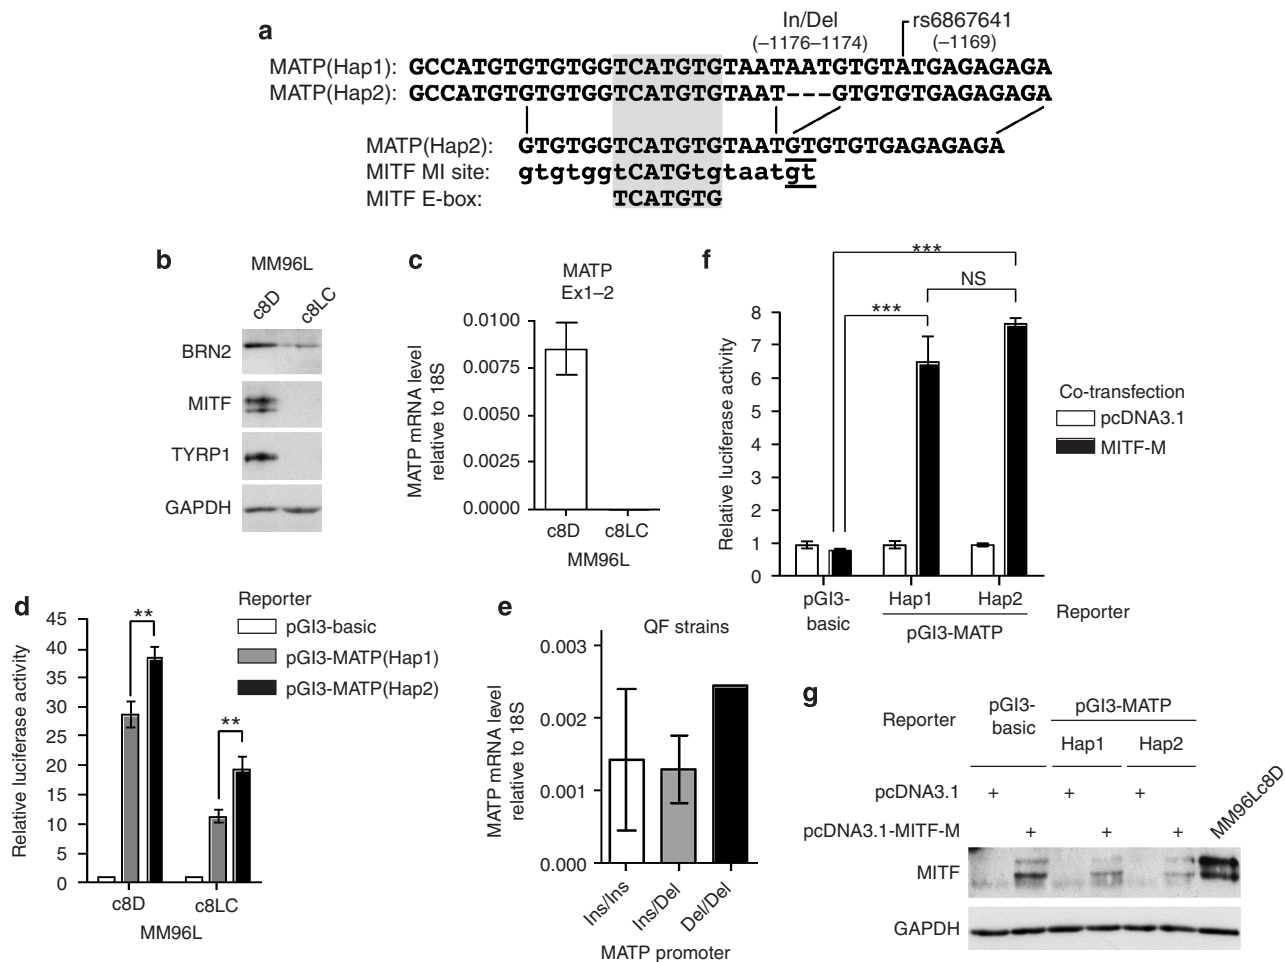 a
In/Del
(–1176–1174)
rs6867641
(–1169)
MATP(Hap1): GCCATGTGTGTGGTCATGTGTAATAATGTGTATGAGAGAGA
MATP(Hap2): GCCATGTGTGTGGTCATGTGTAAT---GTGTGTGAGAGAGA
MATP(Hap2): GTGTGGTCATGTGTAATGTGTGTGAGAGAGA
MITF MI site: gtgtggtCATGtgtaatgt
MITF E-box: TCATGTG
b
MM96L
c8D c8LC
BRN2
MITF
TYRP1
GAPDH
c
MATP
Ex1–2
MATP mRNA level
relative to 18S
0.0100
0.0075
0.0050
0.0025
0.0000
c8D c8LC
MM96L
d
Reporter
pGI3-basic
pGI3-MATP(Hap1)
pGI3-MATP(Hap2)
Relative luciferase activity
45
40
35
30
25
20
15
10
5
0
**
**
c8D c8LC
MM96L
e
QF strains
MATP mRNA level
relative to 18S
0.003
0.002
0.001
0.000
Ins/Ins Ins/Del Del/Del
MATP promoter
f
***
NS
***
Relative luciferase activity
8
7
6
5
4
3
2
1
0
Co-transfection
pcDNA3.1
MITF-M
pGI3-
basic
Hap1 Hap2
pGI3-MATP
Reporter
g
Reporter
pGI3-
basic
pGI3-MATP
Hap1 Hap2
MM96Lc8D
pcDNA3.1 + + +
pcDNA3.1-MITF-M + + +
MITF
GAPDH